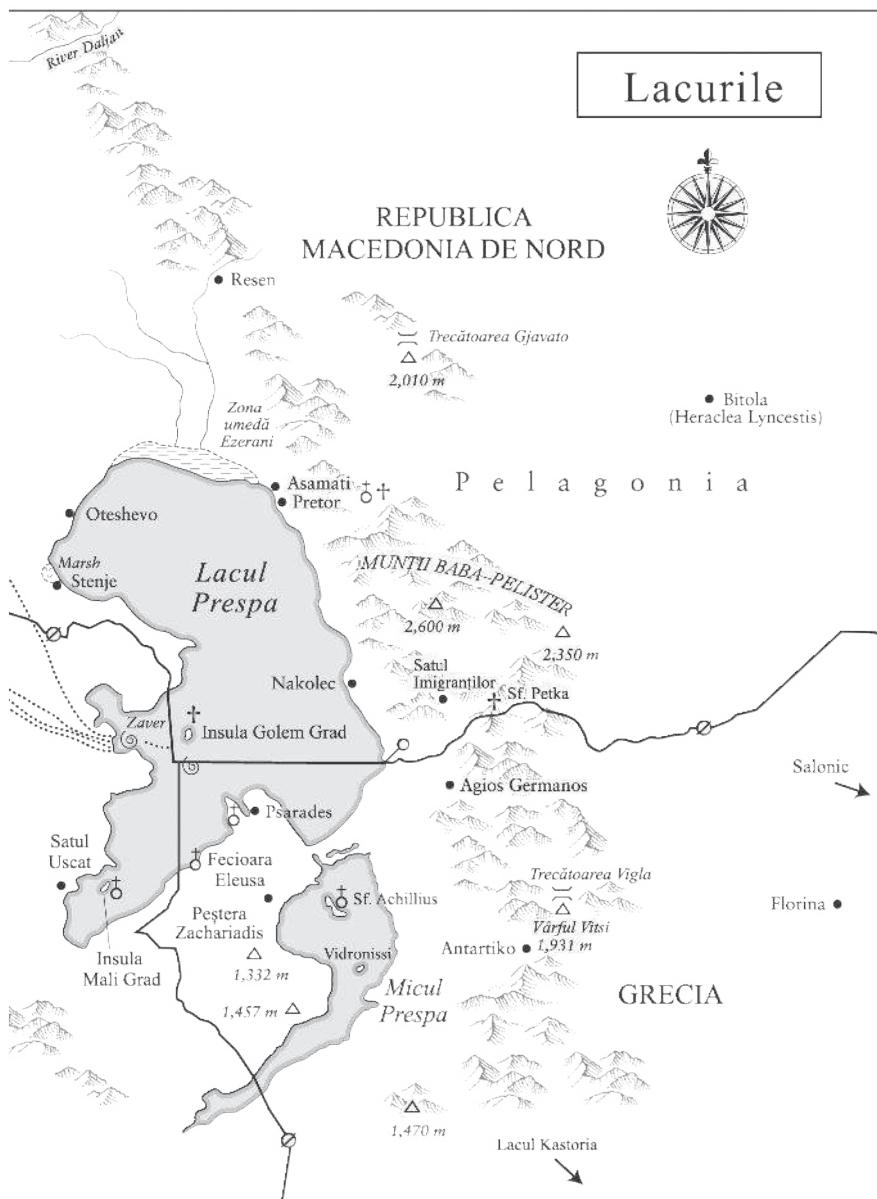 River Daljan
Lacurile
REPUBLICA
MACEDONIA DE NORD
Resen
Trecătoarea Gjavato
2,010 m
Bitola
(Heraclea Lyncestis)
Zona
umedă
Ezerani
Pelagonia
Asamati
Pretor
Oteshevo
Marsh
Stenje
Lacul
Prespa
MUNȚII BABA-PELISTER
2,600 m
2,350 m
Satul
Imigranților
Sf. Petka
Nakolec
Zaver
Insula Golem Grad
Salonic
Agios Germanos
Psarades
Satul
Uscat
Fecioara
Eleusa
Trecătoarea Vigla
Sf. Achillius
Florina
Peștera
Zachariadis
Vârful Vitsi
1,931 m
Antartiko
Insula
Mali Grad
Vidronissi
1,332 m
Micul
Prespa
GRECIA
1,457 m
1,470 m
Lacul Kastoria